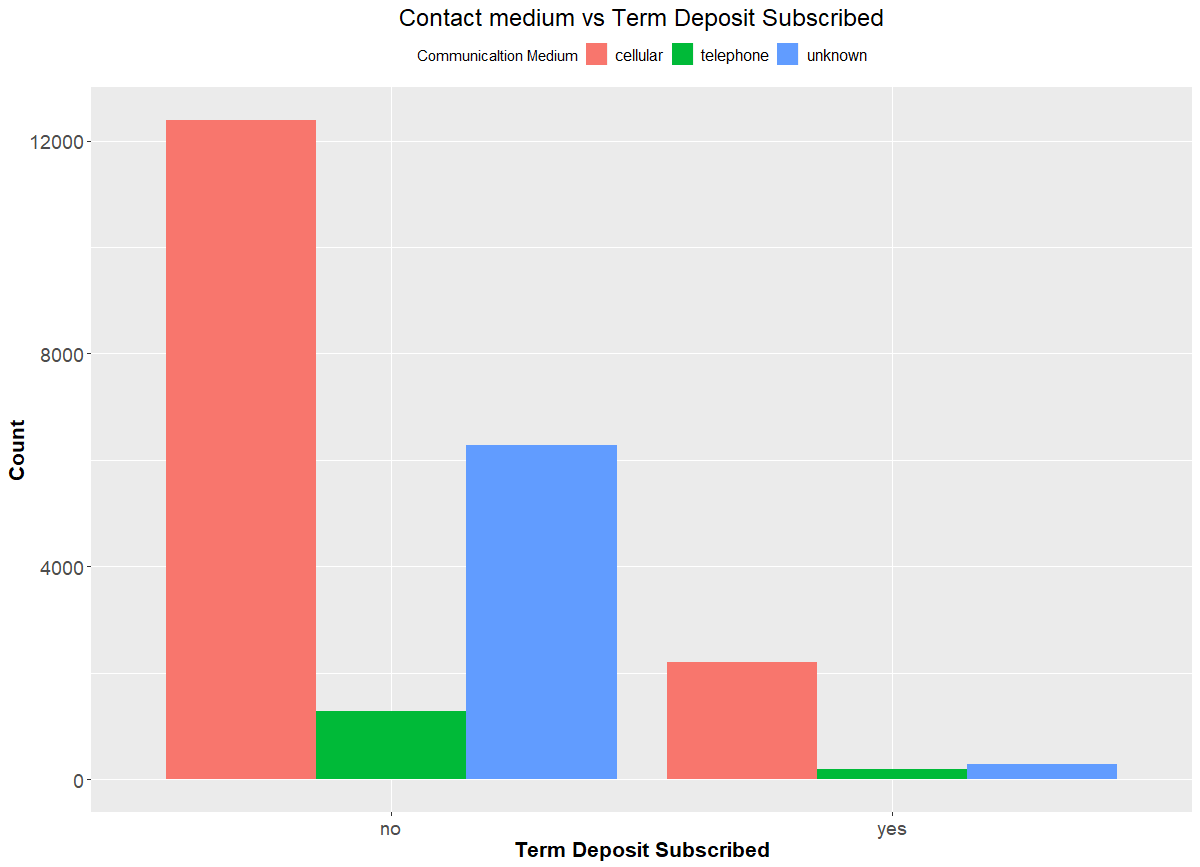 Contact medium vs Term Deposit Subscribed
Communicaltion Medium cellular telephone unknown
12000
8000
4000
0
Count
no yes
Term Deposit Subscribed